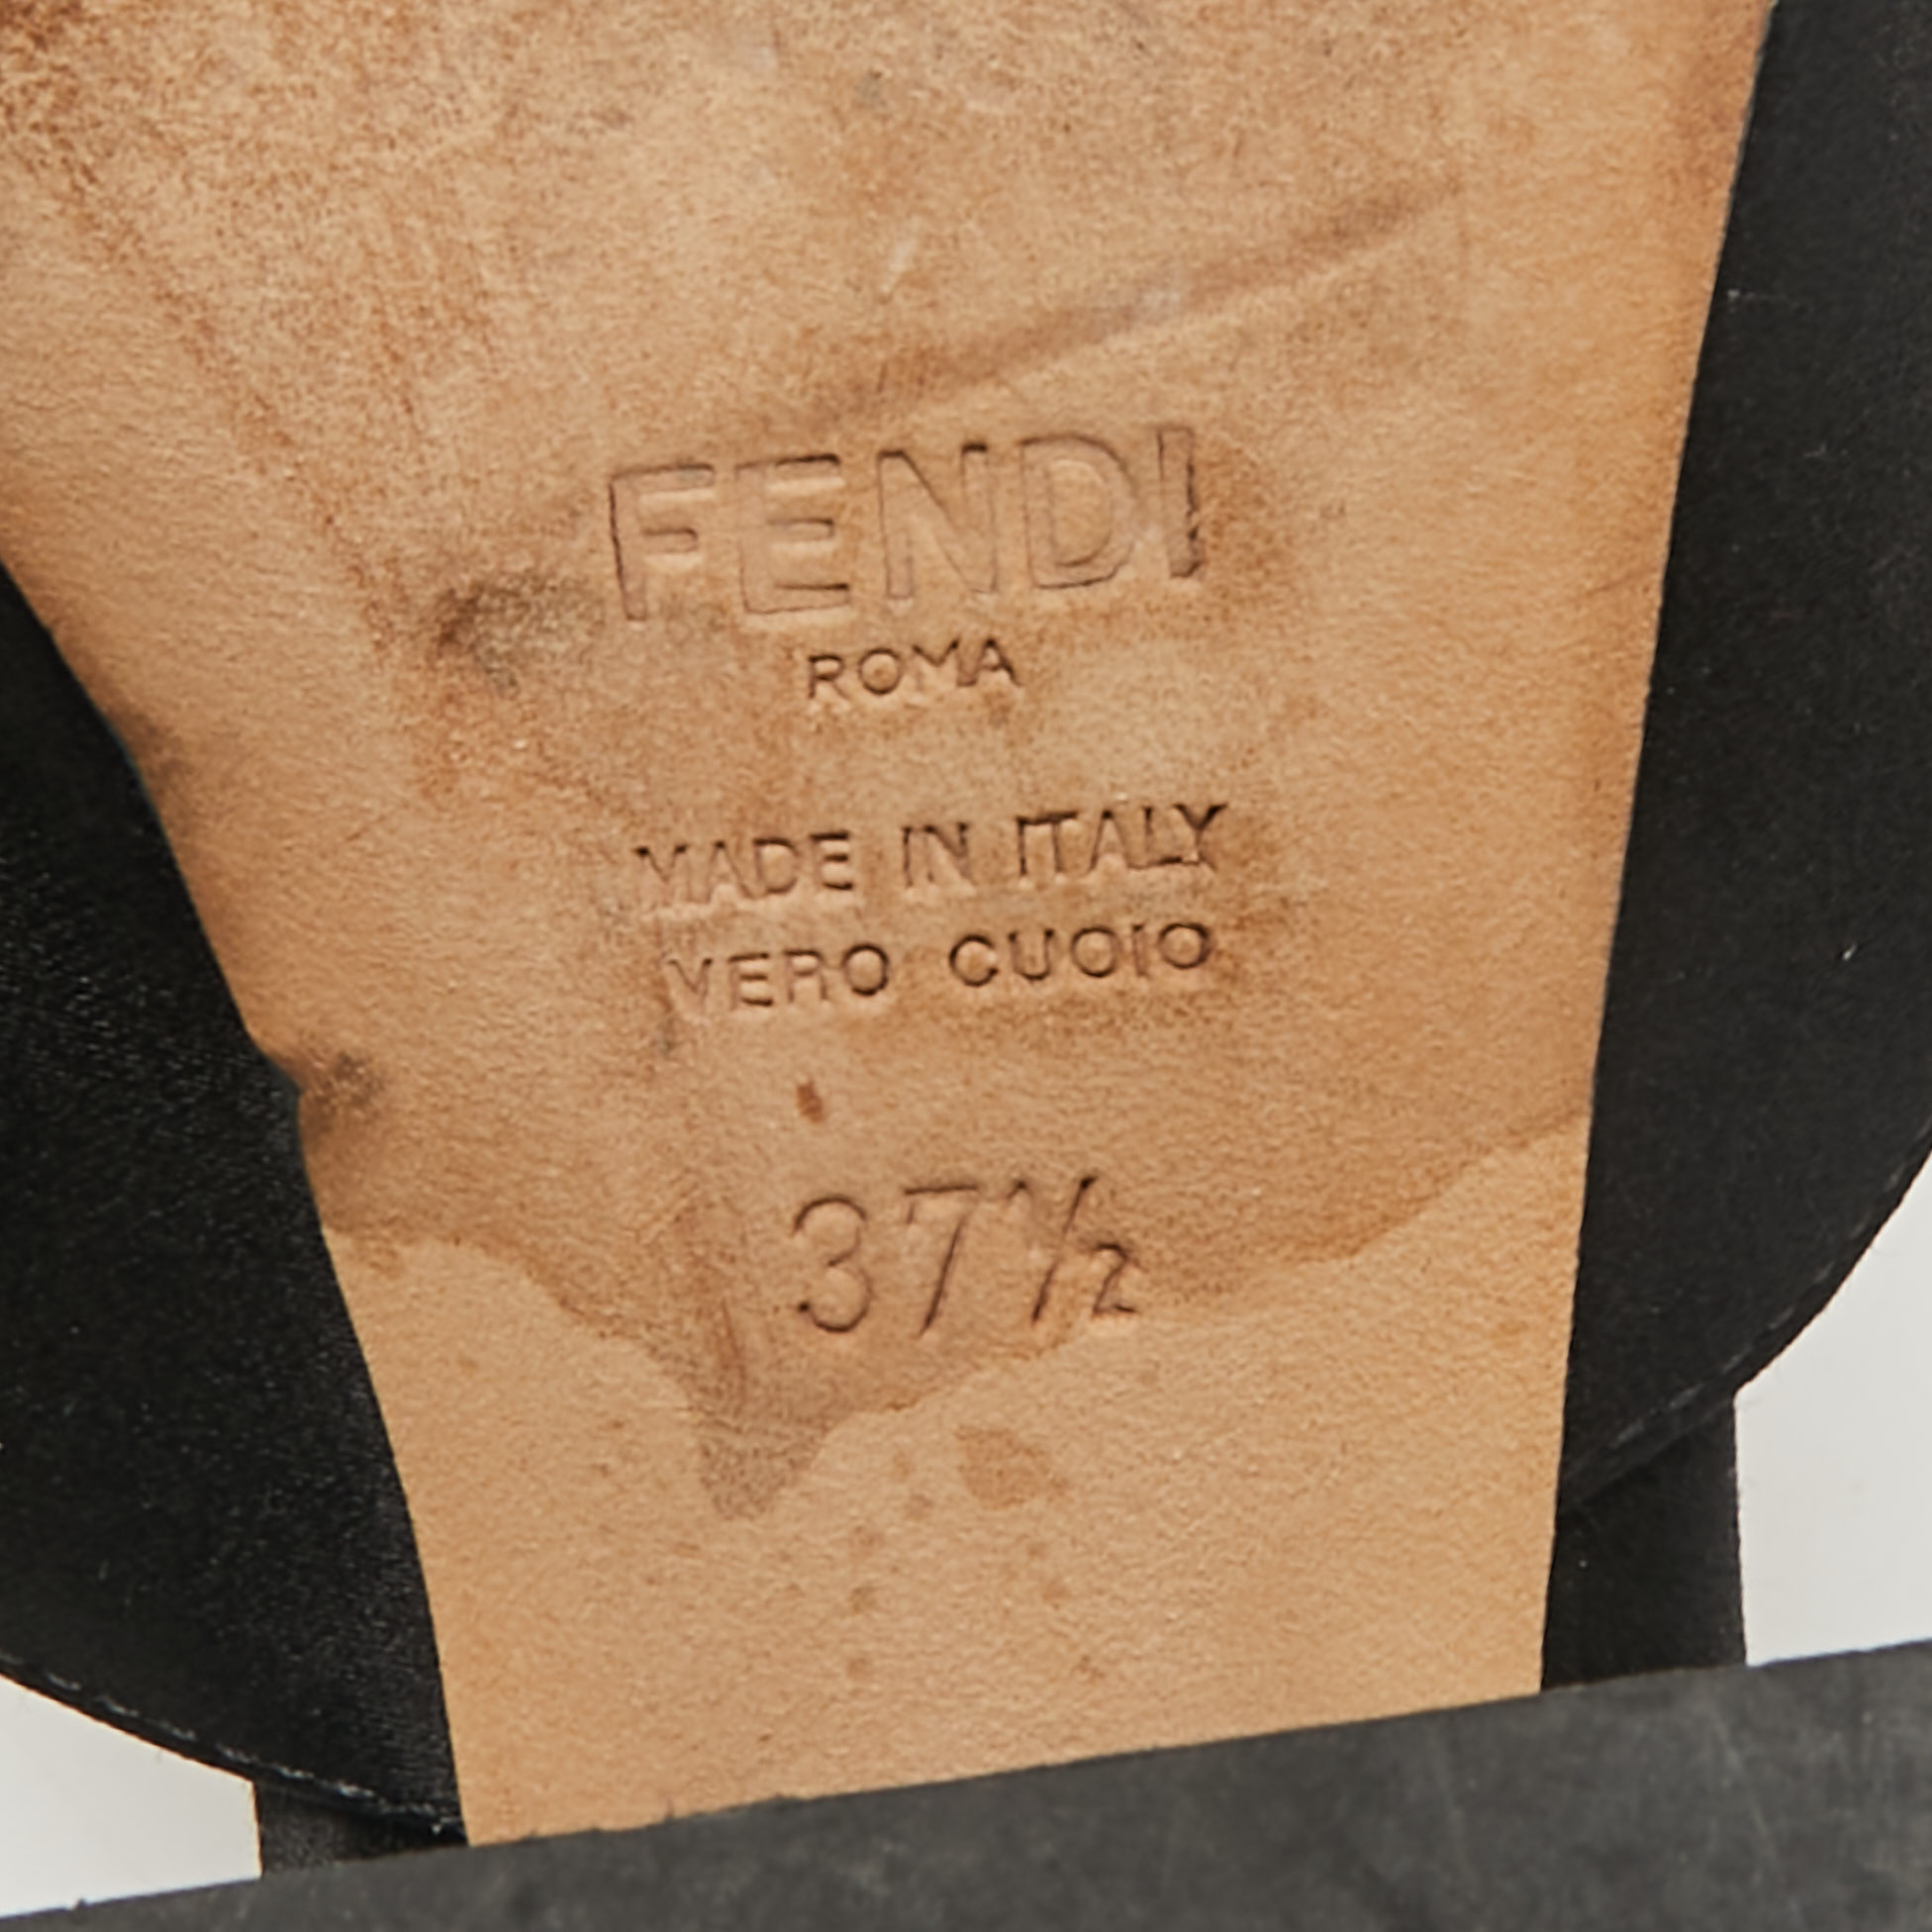 FENDI
ROMA
MADE IN ITALY
VERO CUOIO
37½